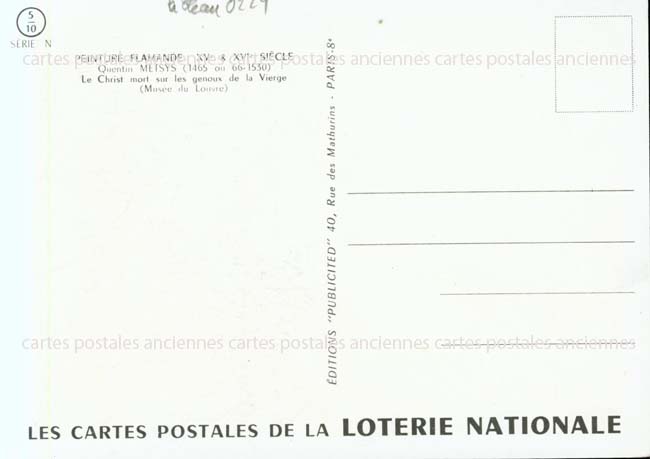 5
10
SÉRIE N
0224
PEINTURE FLAMANDE XVe & XVIe SIÈCLE
Quentin METSYS (1465 ou 66-1530)
Le Christ mort sur les genoux de la Vierge
(Musée du Louvre)
cartes postales anciennes cartes postales anciennes cartes postales anciennes
ÉDITIONS "PUBLICITED" 40, Rue des Mathurins - PARIS-8e
cartes postales anciennes cartes postales anciennes cartes postales anciennes
LES CARTES POSTALES DE LA LOTERIE NATIONALE